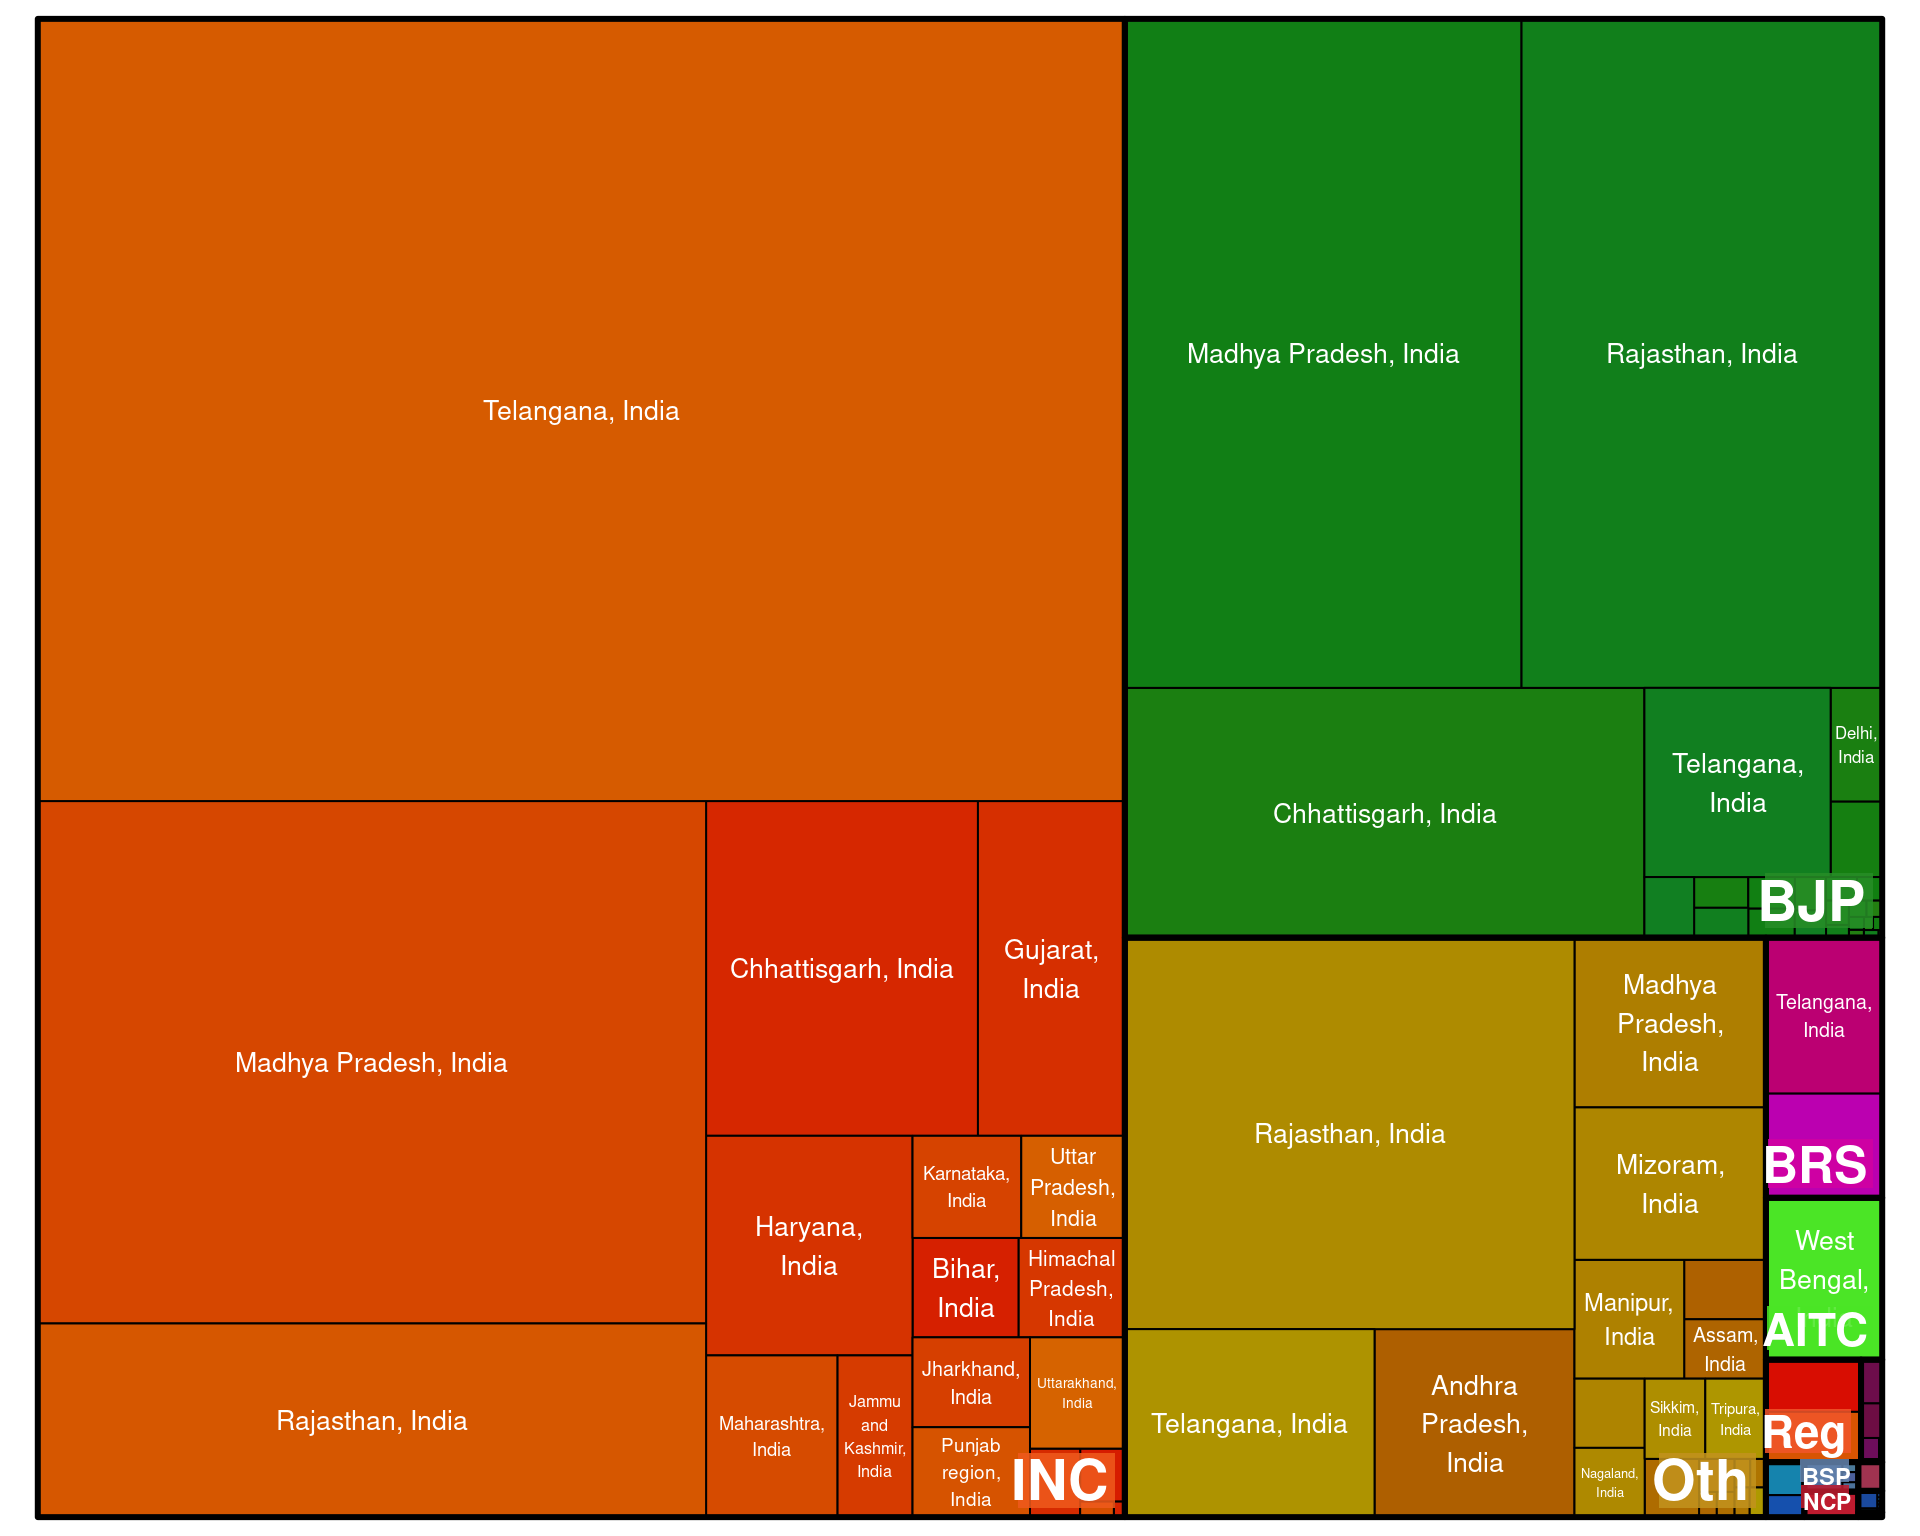 Telangana, India
Madhya Pradesh, India
Rajasthan, India
Chhattisgarh, India
Gujarat,
India
Haryana,
India
Karnataka,
India
Uttar
Pradesh,
India
Bihar,
India
Himachal
Pradesh,
India
Maharashtra,
India
Jammu
and
Kashmir,
India
Jharkhand,
India
Uttarakhand,
India
Punjab
region,
India
INC
Madhya Pradesh, India
Rajasthan, India
Chhattisgarh, India
Telangana,
India
Delhi,
India
BJP
Rajasthan, India
Madhya
Pradesh,
India
Mizoram,
India
Telangana, India
Andhra
Pradesh,
India
Manipur,
India
Assam,
India
Sikkim,
India
Tripura,
India
Nagaland,
India
Oth
Telangana,
India
BRS
West
Bengal,
AITC
Reg
BSP
NCP